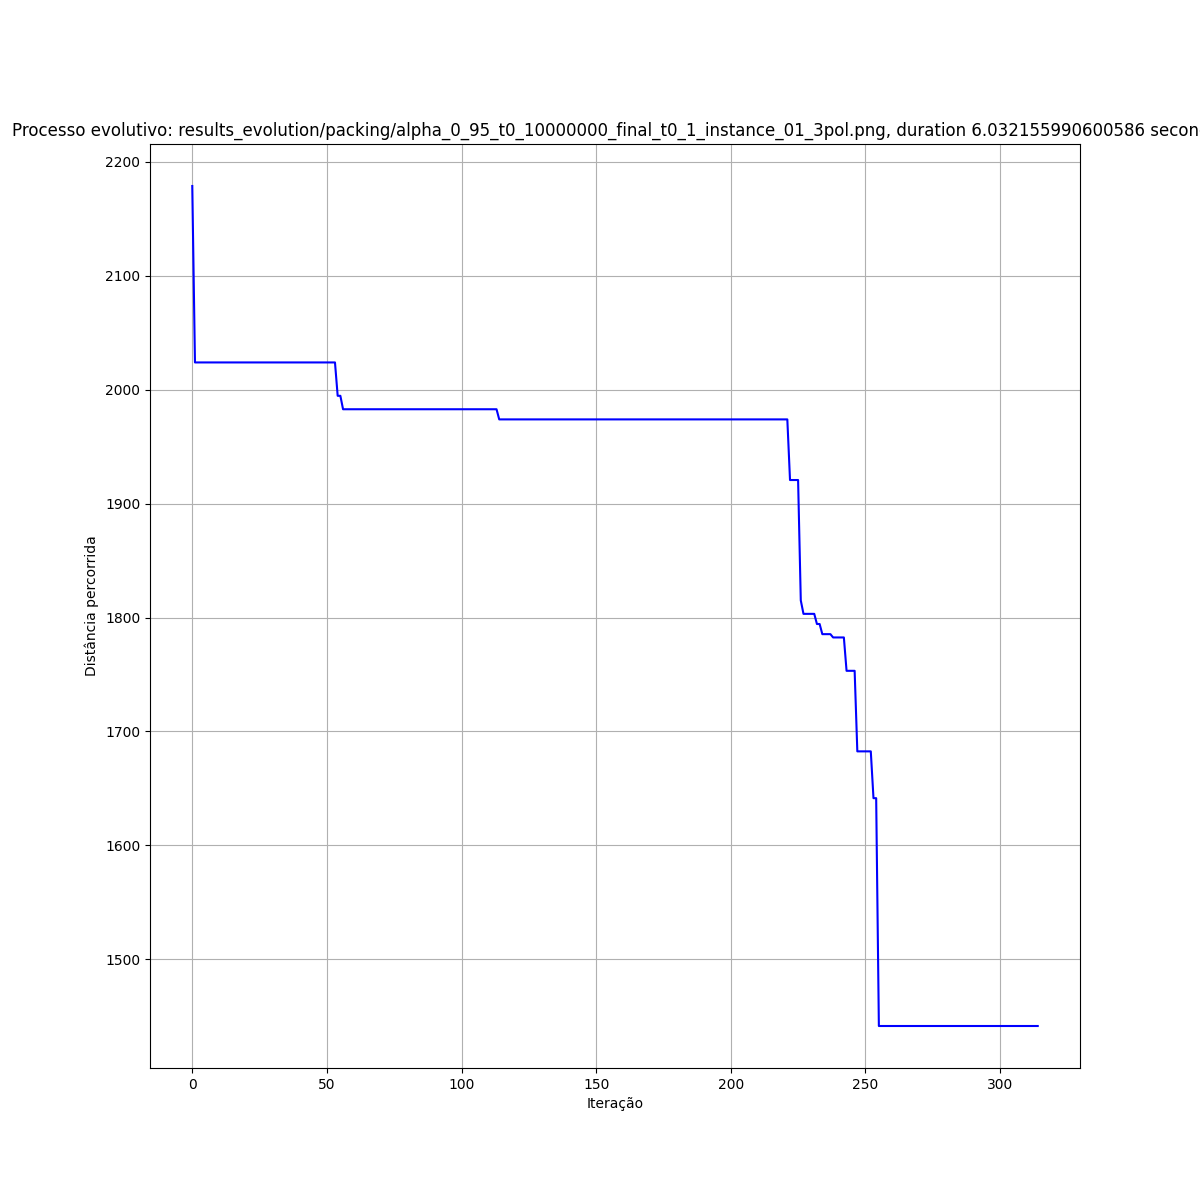 Processo evolutivo: results_evolution/packing/alpha_0_95_t0_10000000_final_t0_1_instance_01_3pol.png, duration 6.032155990600586 secon
2200
2100
2000
1900
1800
1700
1600
1500
Distância percorrida
0 50 100 150 200 250 300
Iteração